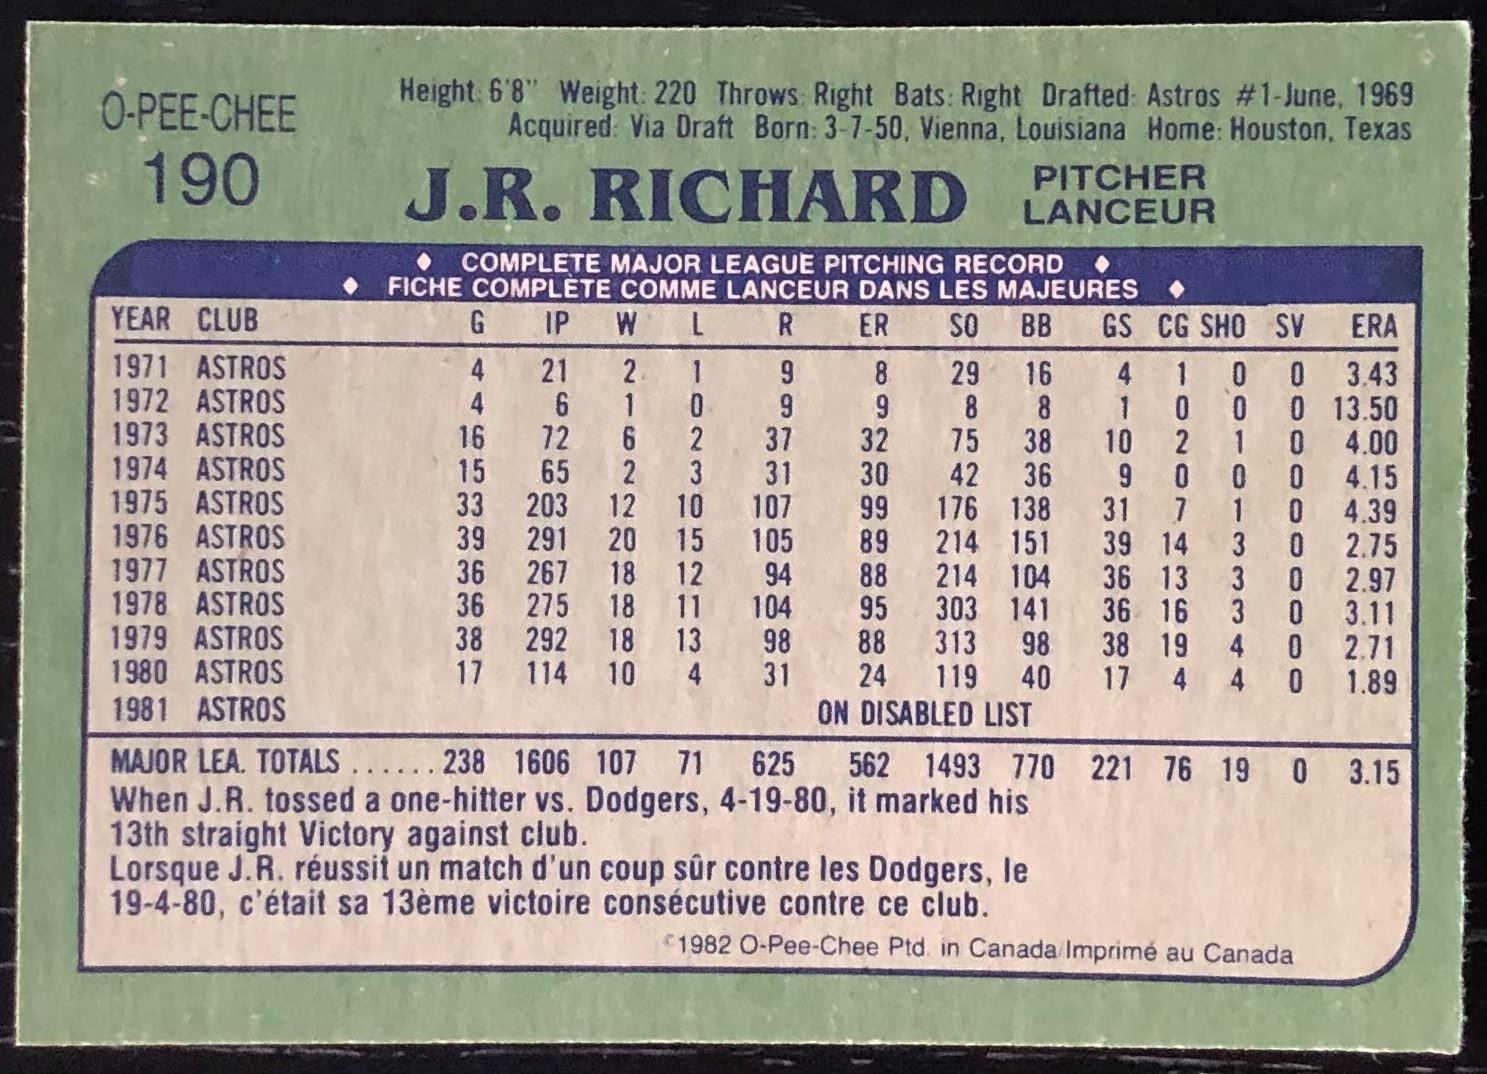 O-PEE-CHEE
190
Height: 6'8" Weight: 220 Throws: Right Bats: Right Drafted: Astros #1-June, 1969
Acquired: Via Draft Born: 3-7-50, Vienna, Louisiana Home: Houston, Texas
J.R. RICHARD
PITCHER
LANCEUR
♦ COMPLETE MAJOR LEAGUE PITCHING RECORD ♦
♦ FICHE COMPLÈTE COMME LANCEUR DANS LES MAJEURES ♦
YEAR CLUB G IP W L R ER SO BB GS CG SHO SV ERA
1971 ASTROS 4 21 2 1 9 8 29 16 4 1 0 0 3.43
1972 ASTROS 4 6 1 0 9 9 8 8 1 0 0 0 13.50
1973 ASTROS 16 72 6 2 37 32 75 38 10 2 1 0 4.00
1974 ASTROS 15 65 2 3 31 30 42 36 9 0 0 0 4.15
1975 ASTROS 33 203 12 10 107 99 176 138 31 7 1 0 4.39
1976 ASTROS 39 291 20 15 105 89 214 151 39 14 3 0 2.75
1977 ASTROS 36 267 18 12 94 88 214 104 36 13 3 0 2.97
1978 ASTROS 36 275 18 11 104 95 303 141 36 16 3 0 3.11
1979 ASTROS 38 292 18 13 98 88 313 98 38 19 4 0 2.71
1980 ASTROS 17 114 10 4 31 24 119 40 17 4 4 0 1.89
1981 ASTROS ON DISABLED LIST
MAJOR LEA. TOTALS ...... 238 1606 107 71 625 562 1493 770 221 76 19 0 3.15
When J.R. tossed a one-hitter vs. Dodgers, 4-19-80, it marked his
13th straight Victory against club.
Lorsque J.R. réussit un match d'un coup sûr contre les Dodgers, le
19-4-80, c'était sa 13ème victoire consécutive contre ce club.
©1982 O-Pee-Chee Ptd. in Canada/Imprimé au Canada